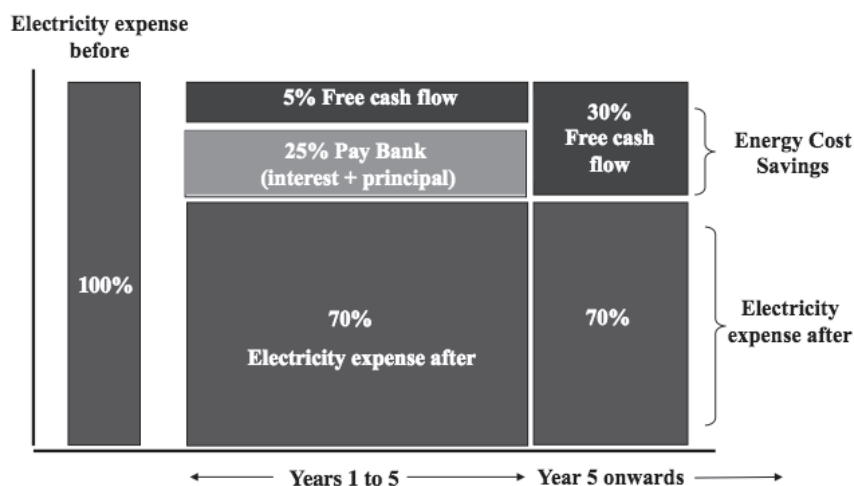 Electricity expense
before
5% Free cash flow
25% Pay Bank
(interest + principal)
30%
Free cash
flow
Energy Cost
Savings
100%
70%
Electricity expense after
70%
Electricity
expense after
Years 1 to 5
Year 5 onwards